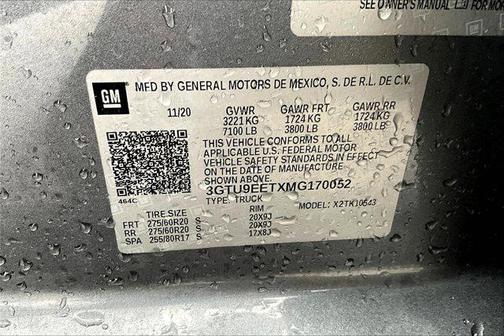 SEE OWNER'S MANUAL
FOR MOR
GM
MFD BY GENERAL MOTORS DE MEXICO, S. DE R.L. DE C.V.
11/20 GVWR GAWR FRT GAWR RR
3221 KG 1724 KG 1724 KG
7100 LB 3800 LB 3800 LB
THIS VEHICLE CONFORMS TO ALL
APPLICABLE U.S. FEDERAL MOTOR
VEHICLE SAFETY STANDARDS IN EFFECT
ON THE DATE OF MANUFACTURE
SHOWN ABOVE.
3GTU9EETXMG170052
464C TYPE: TRUCK MODEL: X2TK10543
TIRE SIZE RIM
FRT 275/60R20 S 20X9J
RR 275/60R20 S 20X9J
SPA 255/80R17 S 17X8J